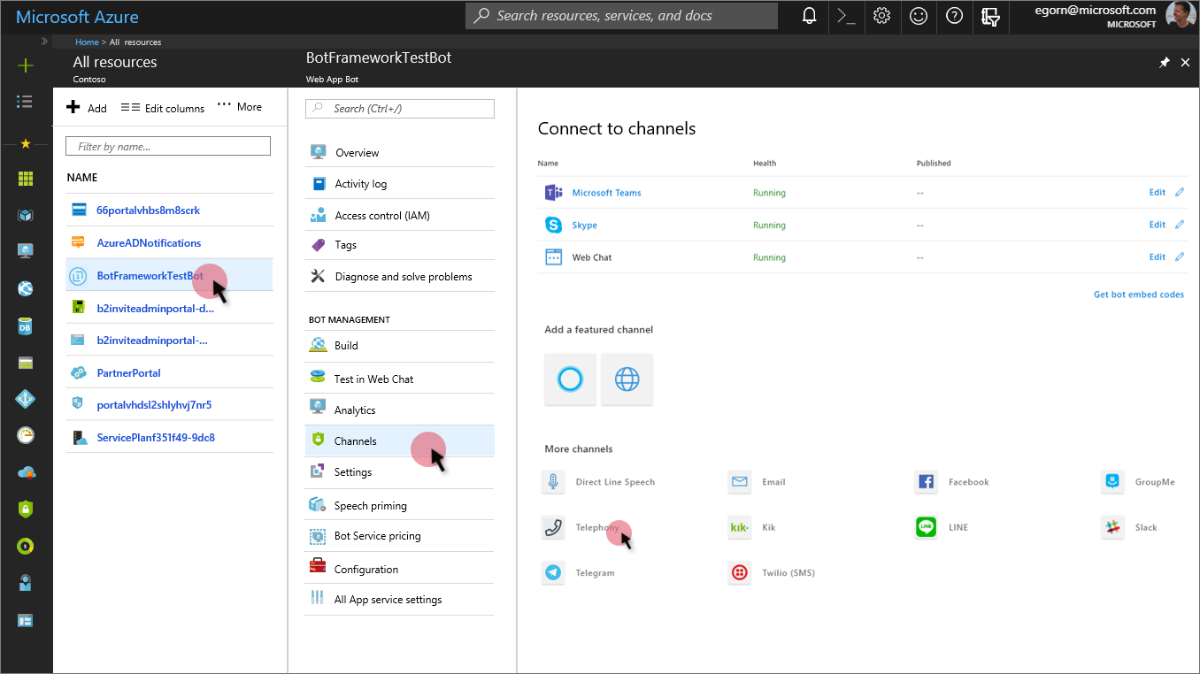 Microsoft Azure
Search resources, services, and docs
egorn@microsoft.com
MICROSOFT
Home > All resources
All resources
Contoso
BotFrameworkTestBot
Web App Bot
Add
Edit columns
More
Filter by name...
NAME
66portalvhbs8m8scrk
AzureADNotifications
BotFrameworkTestBot
b2inviteadminportal-d...
b2inviteadminportal-...
PartnerPortal
portalvhdsl2shlyhvj7nr5
ServicePlanf351f49-9dc8
Search (Ctrl+/)
Overview
Activity log
Access control (IAM)
Tags
Diagnose and solve problems
BOT MANAGEMENT
Build
Test in Web Chat
Analytics
Channels
Settings
Speech priming
Bot Service pricing
Configuration
All App service settings
Connect to channels
Name Health Published
Microsoft Teams Running -- Edit
Skype Running -- Edit
Web Chat Running -- Edit
Get bot embed codes
Add a featured channel
More channels
Direct Line Speech Email Facebook GroupMe
Telephony kik Kik LINE LINE Slack
Telegram Twilio (SMS)